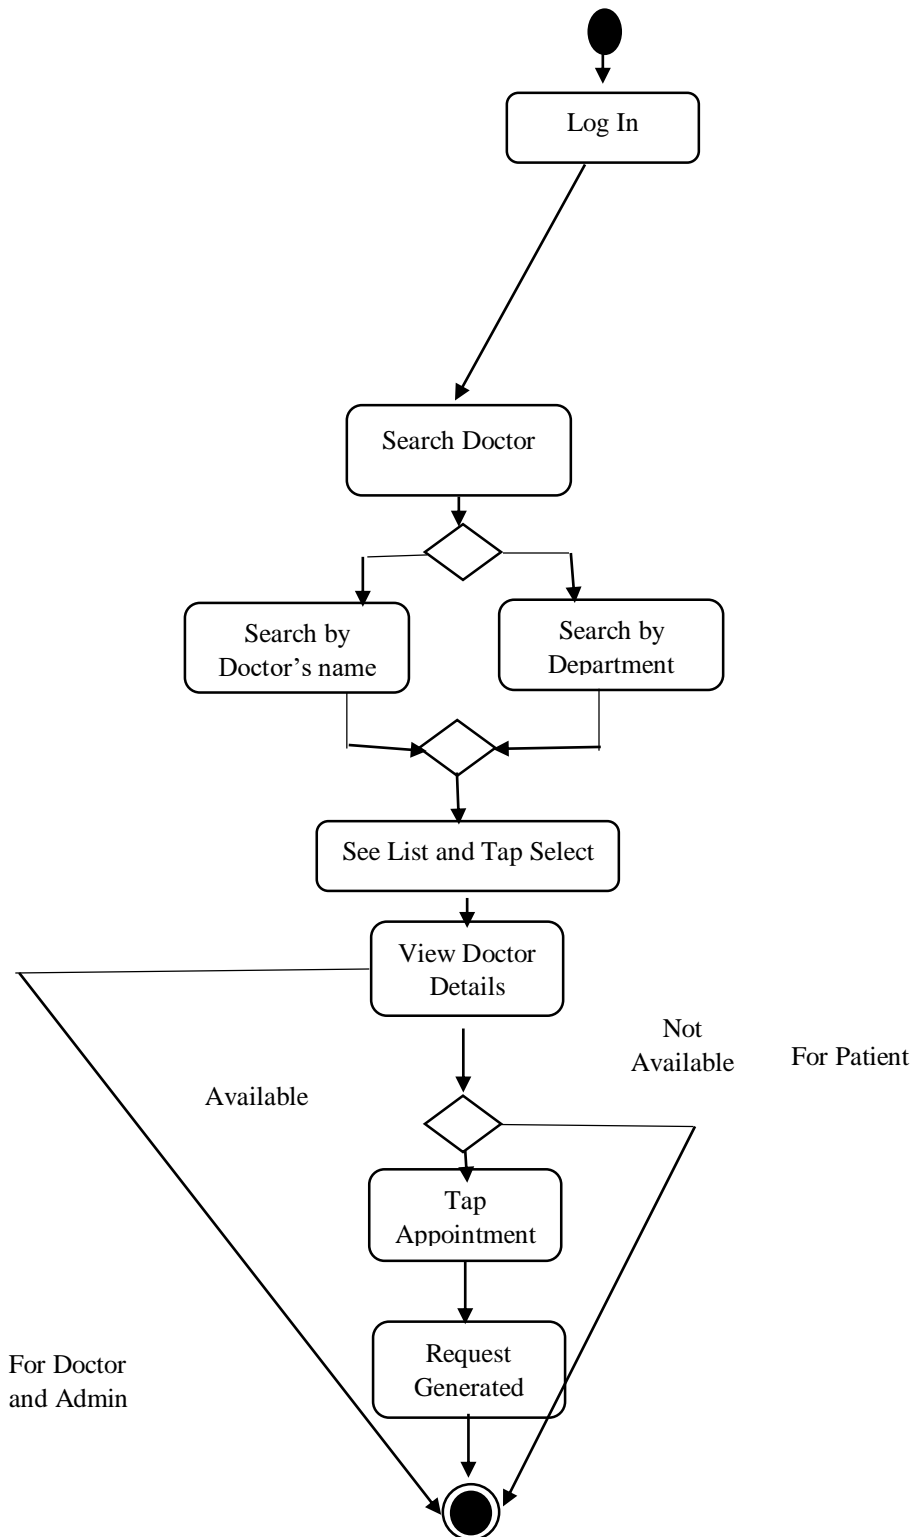 Log In
Search Doctor
Search by
Doctor’s name
Search by
Department
See List and Tap Select
View Doctor
Details
Not
Available
For Patient
Available
Tap
Appointment
Request
Generated
For Doctor
and Admin